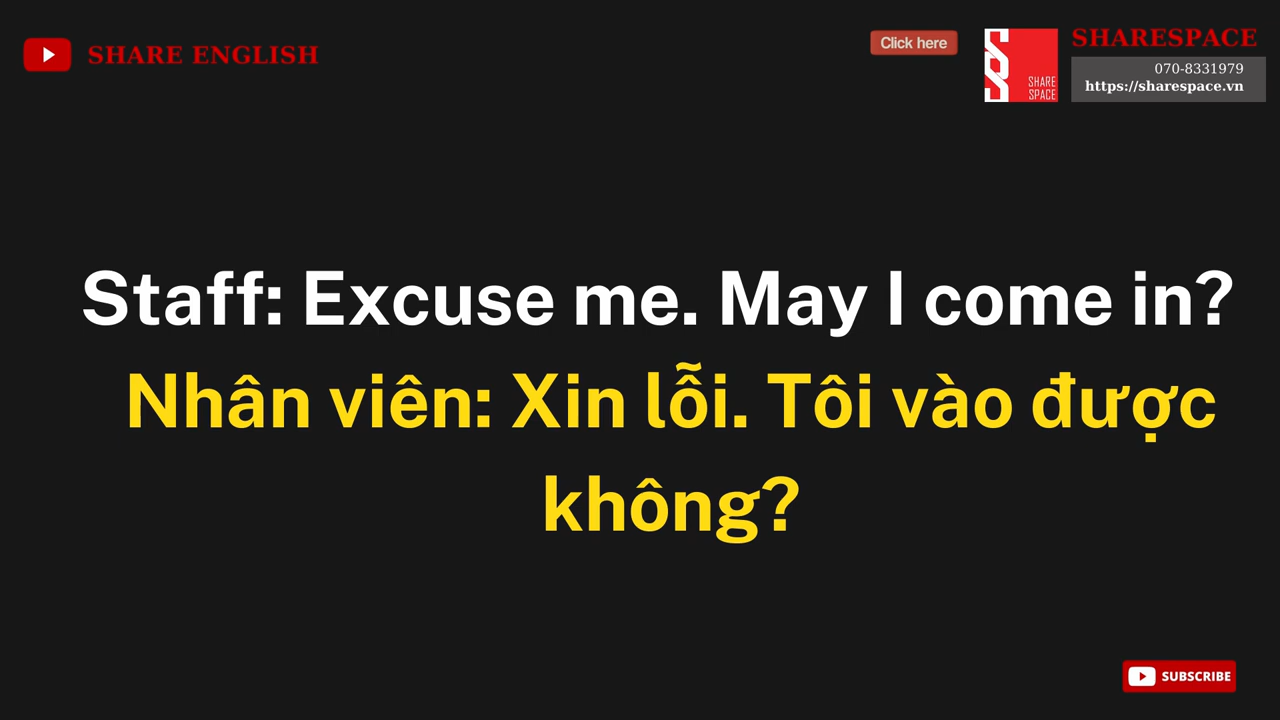 SHARE ENGLISH
Click here
SHARE
SPACE
SHARESPACE
070-8331979
https://sharespace.vn
Staff: Excuse me. May I come in?
Nhân viên: Xin lỗi. Tôi vào được
không?
SUBSCRIBE